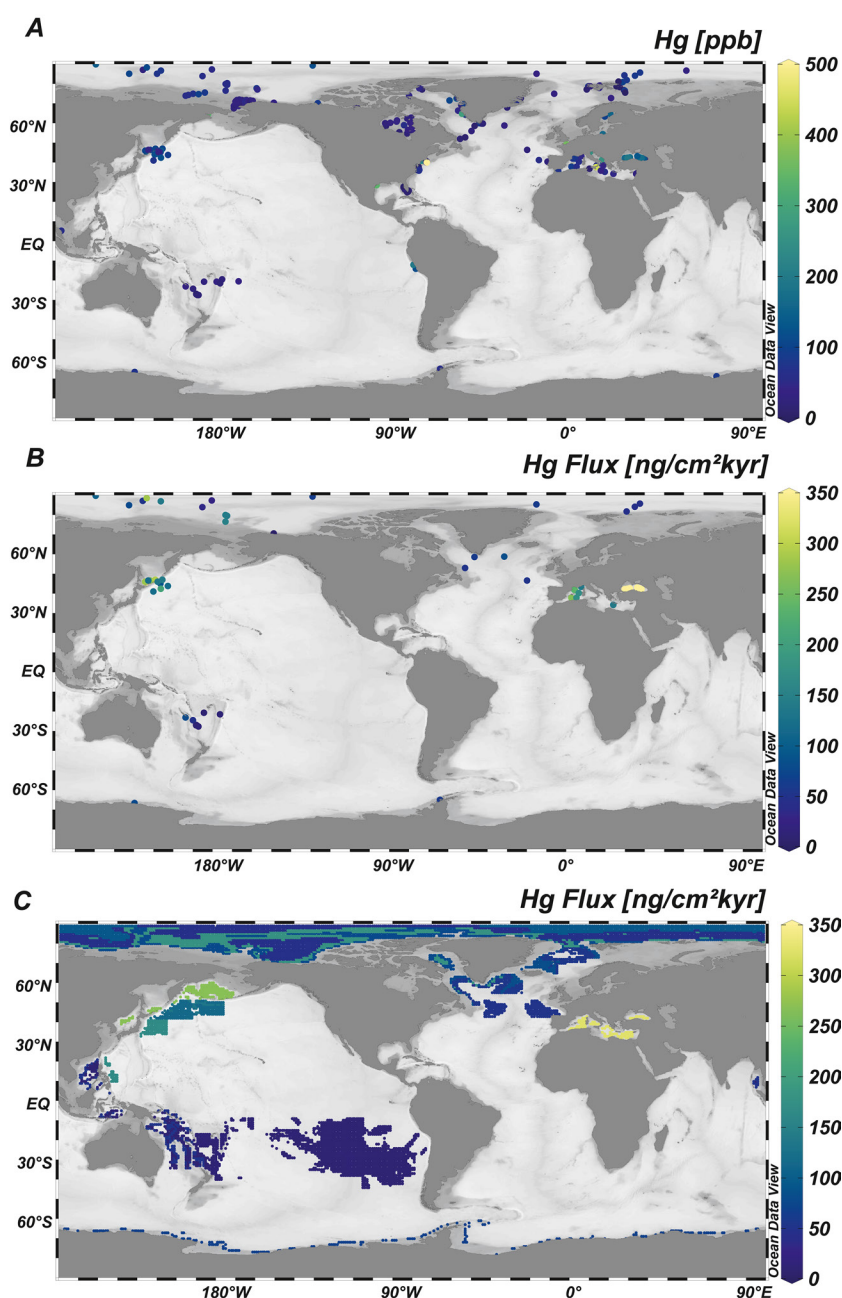 A
Hg [ppb]
60°N
30°N
EQ
30°S
60°S
180°W
90°W
0°
90°E
Ocean Data View
500
400
300
200
100
0
B
Hg Flux [ng/cm²kyr]
60°N
30°N
EQ
30°S
60°S
180°W
90°W
0°
90°E
Ocean Data View
350
300
250
200
150
100
50
0
C
Hg Flux [ng/cm²kyr]
60°N
30°N
EQ
30°S
60°S
180°W
90°W
0°
90°E
Ocean Data View
350
300
250
200
150
100
50
0